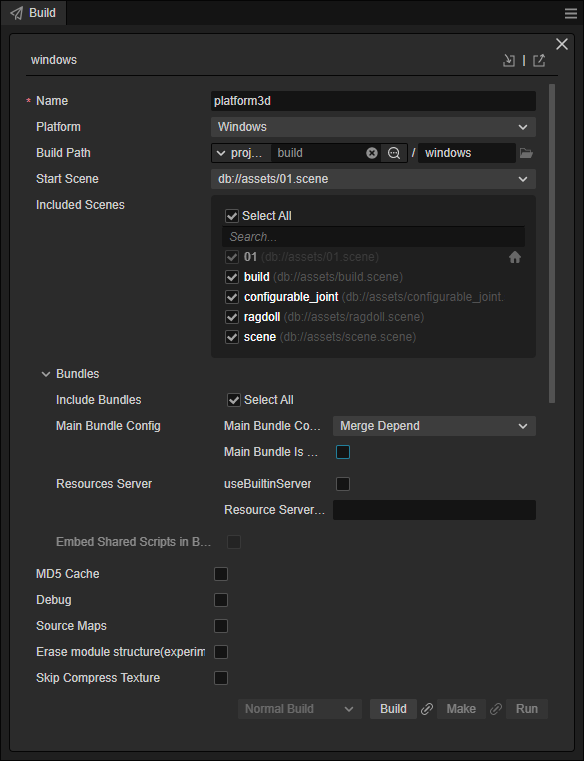 Build
windows
* Name platform3d
Platform Windows
Build Path proj... build / windows
Start Scene db://assets/01.scene
Included Scenes
Select All
Search...
01 (db://assets/01.scene)
build (db://assets/build.scene)
configurable_joint (db://assets/configurable_joint.
ragdoll (db://assets/ragdoll.scene)
scene (db://assets/scene.scene)
Bundles
Include Bundles Select All
Main Bundle Config Main Bundle Co... Merge Depend
Main Bundle Is ...
Resources Server useBuiltinServer
Resource Server...
Embed Shared Scripts in B...
MD5 Cache
Debug
Source Maps
Erase module structure(experim
Skip Compress Texture
Normal Build Build Make Run